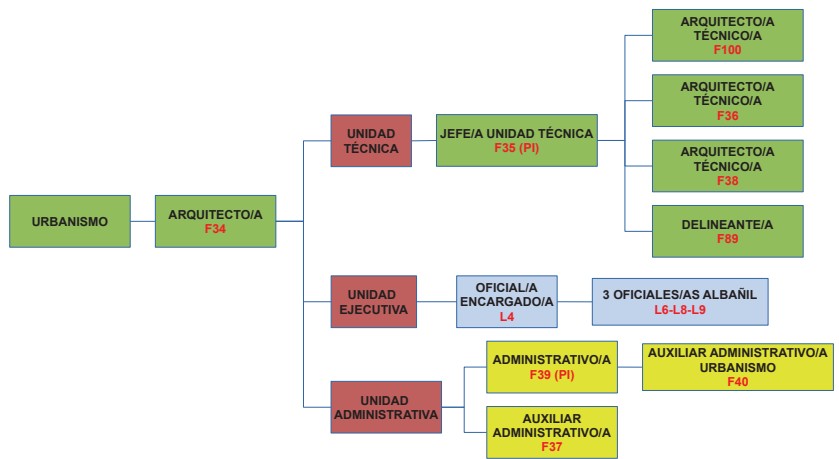 URBANISMO
ARQUITECTO/A
F34
UNIDAD
TÉCNICA
JEFE/A UNIDAD TÉCNICA
F35 (PI)
ARQUITECTO/A
TÉCNICO/A
F100
ARQUITECTO/A
TÉCNICO/A
F36
ARQUITECTO/A
TÉCNICO/A
F38
DELINEANTE/A
F89
UNIDAD
EJECUTIVA
OFICIAL/A
ENCARGADO/A
L4
3 OFICIALES/AS ALBAÑIL
L6-L8-L9
UNIDAD
ADMINISTRATIVA
ADMINISTRATIVO/A
F39 (PI)
AUXILIAR ADMINISTRATIVO/A
URBANISMO
F40
AUXILIAR
ADMINISTRATIVO/A
F37